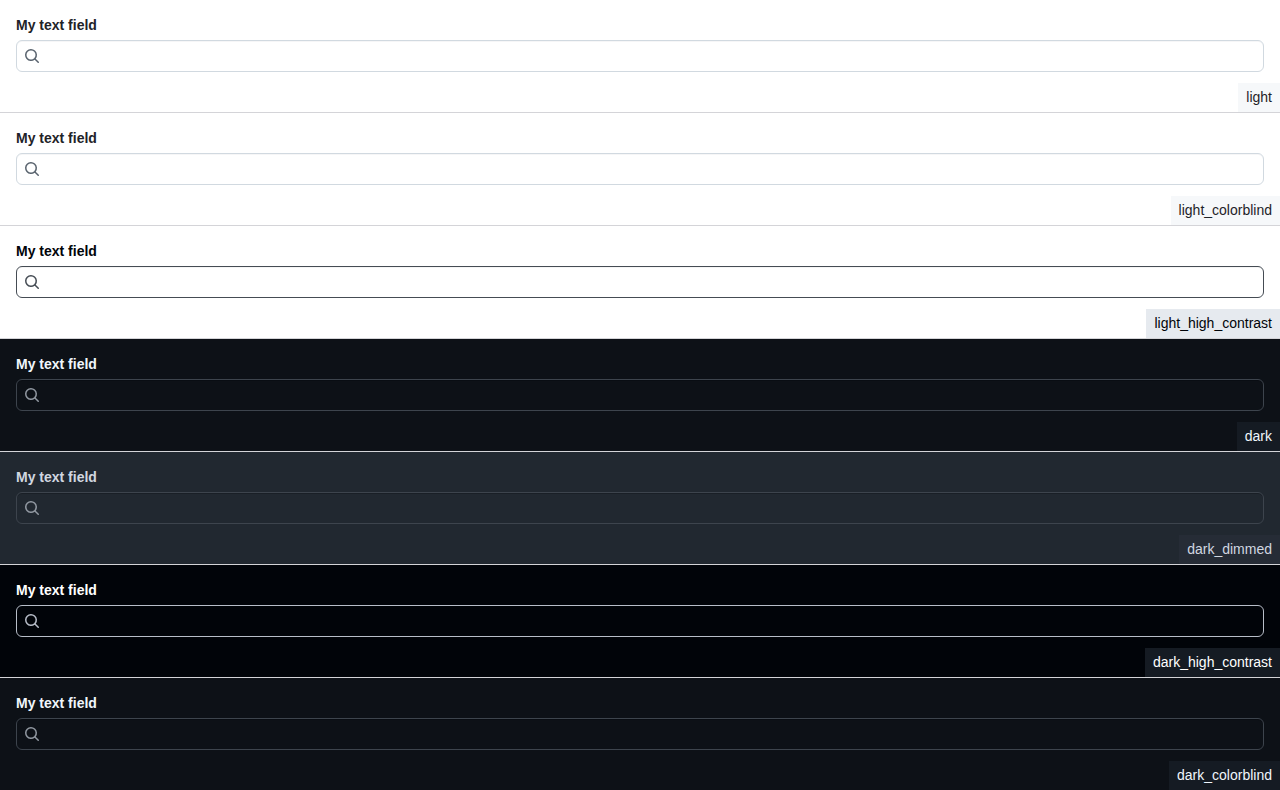 My text field
light
My text field
light_colorblind
My text field
light_high_contrast
My text field
dark
My text field
dark_dimmed
My text field
dark_high_contrast
My text field
dark_colorblind